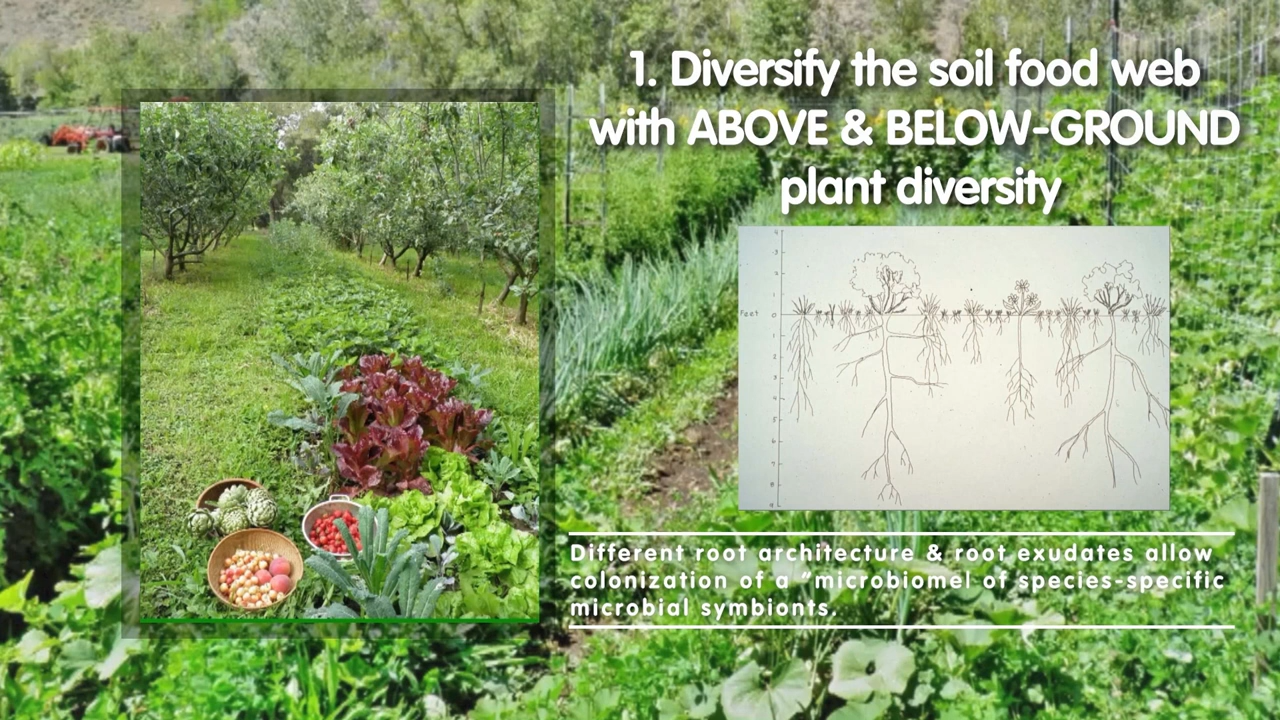 1. Diversify the soil food web
with ABOVE & BELOW-GROUND
plant diversity
Feet
Different root architecture & root exudates allow
colonization of a "microbiomel of species-specific
microbial symbionts.